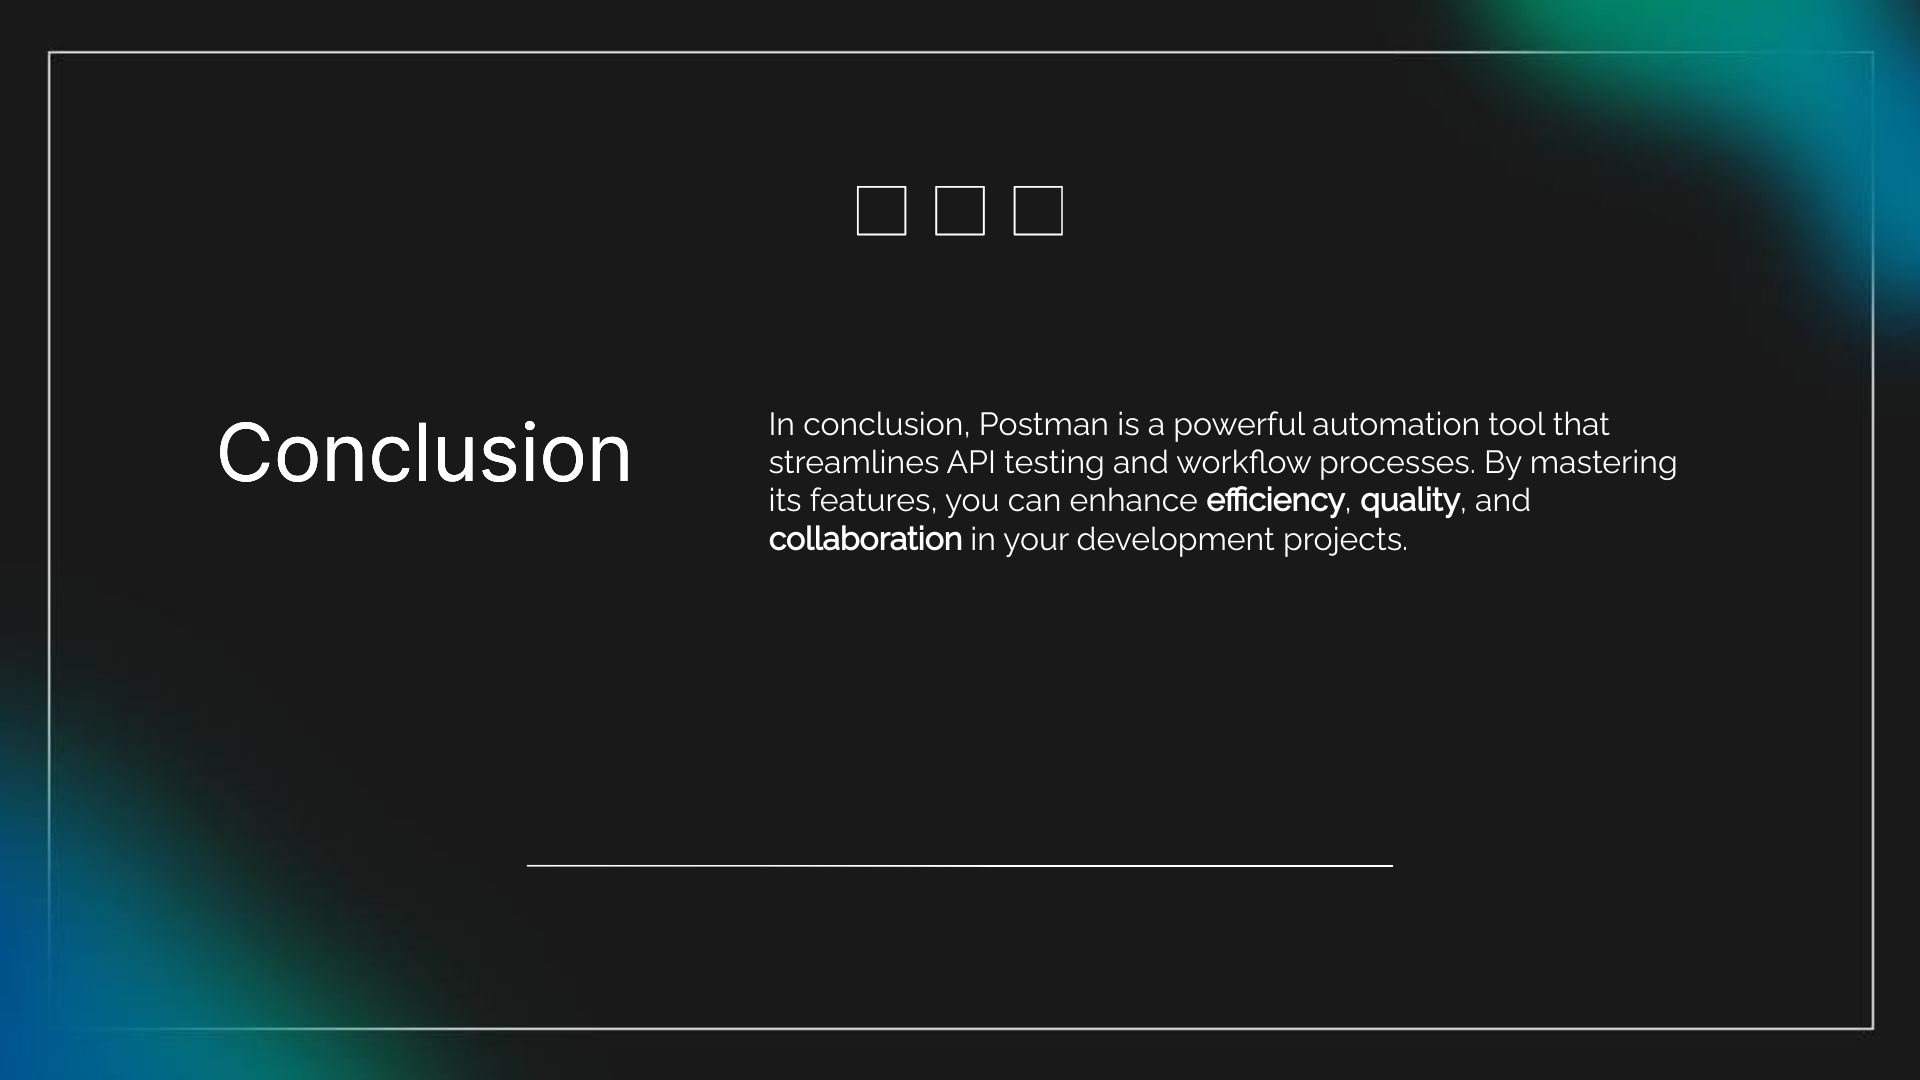 Conclusion
In conclusion, Postman is a powerful automation tool that
streamlines API testing and workflow processes. By mastering
its features, you can enhance efficiency, quality, and
collaboration in your development projects.